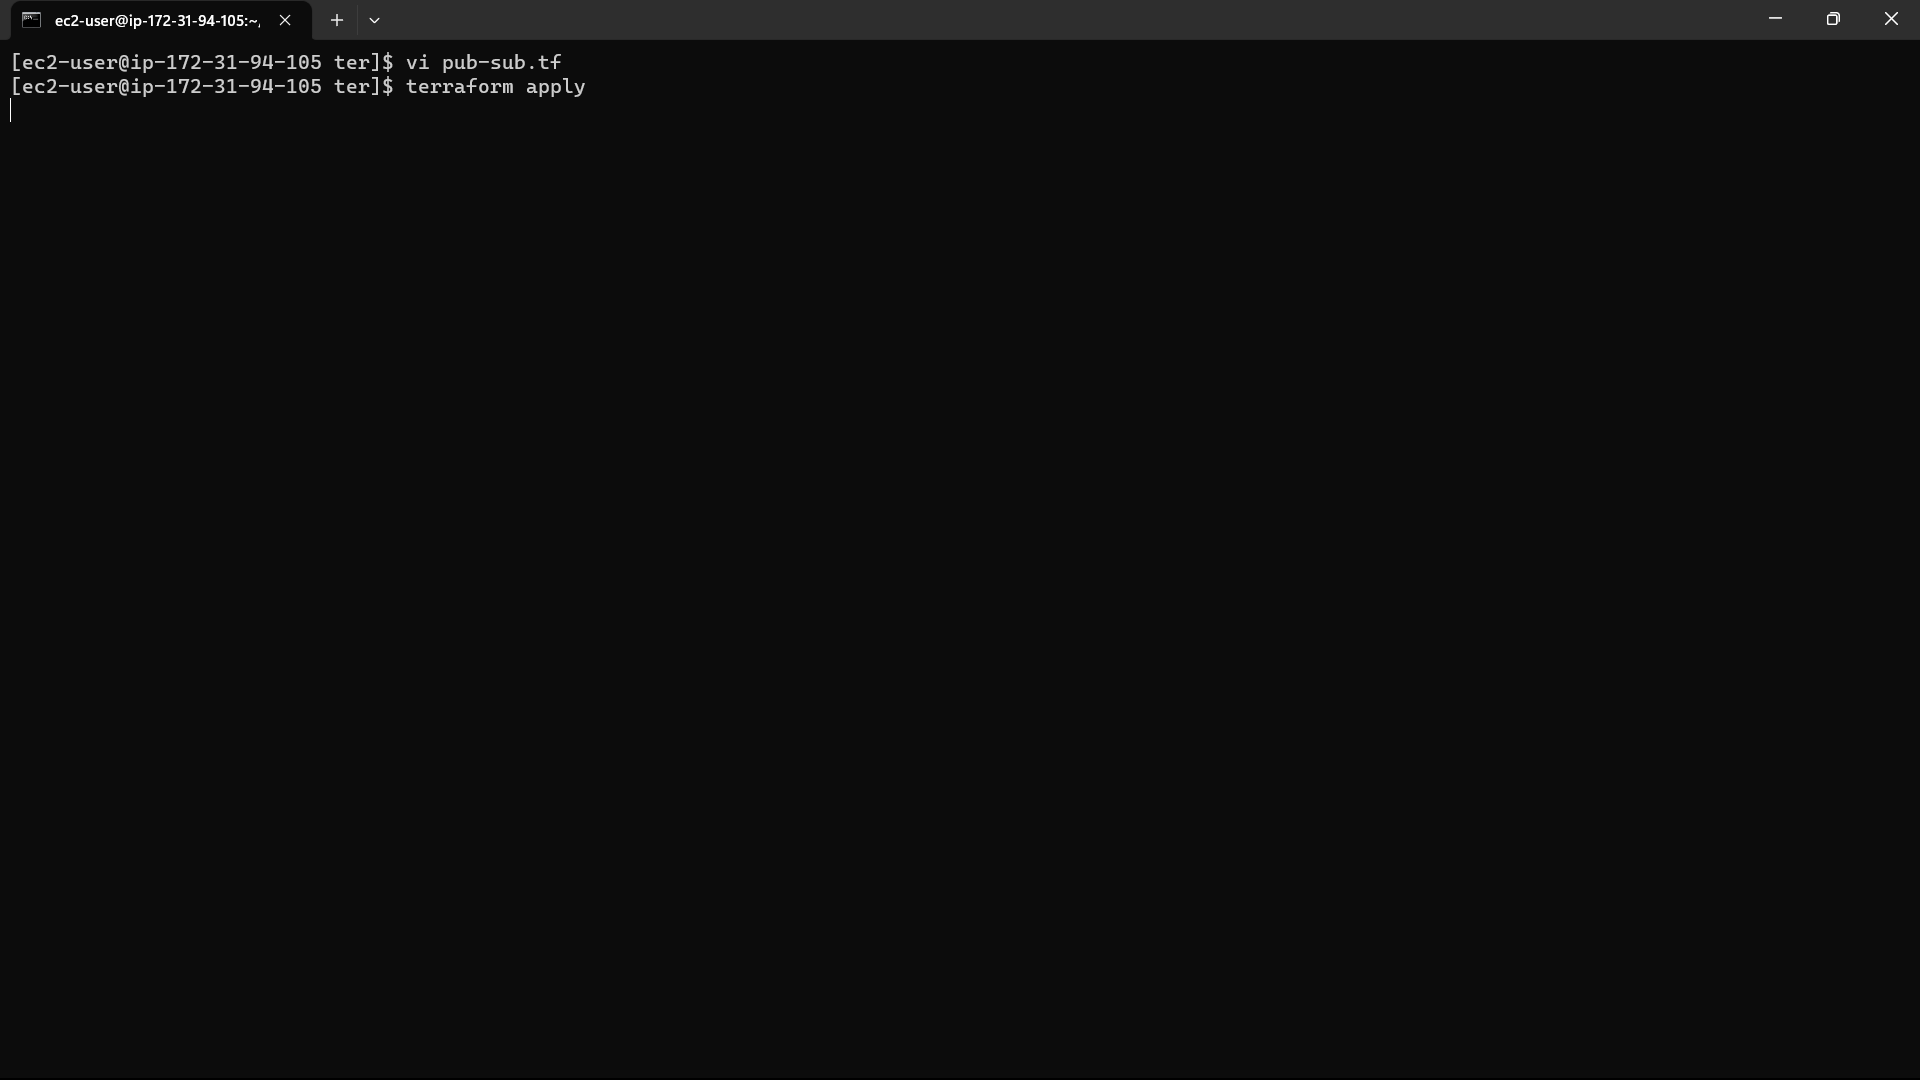 ec2-user@ip-172-31-94-105:~,
[ec2-user@ip-172-31-94-105 ter]$ vi pub-sub.tf
[ec2-user@ip-172-31-94-105 ter]$ terraform apply